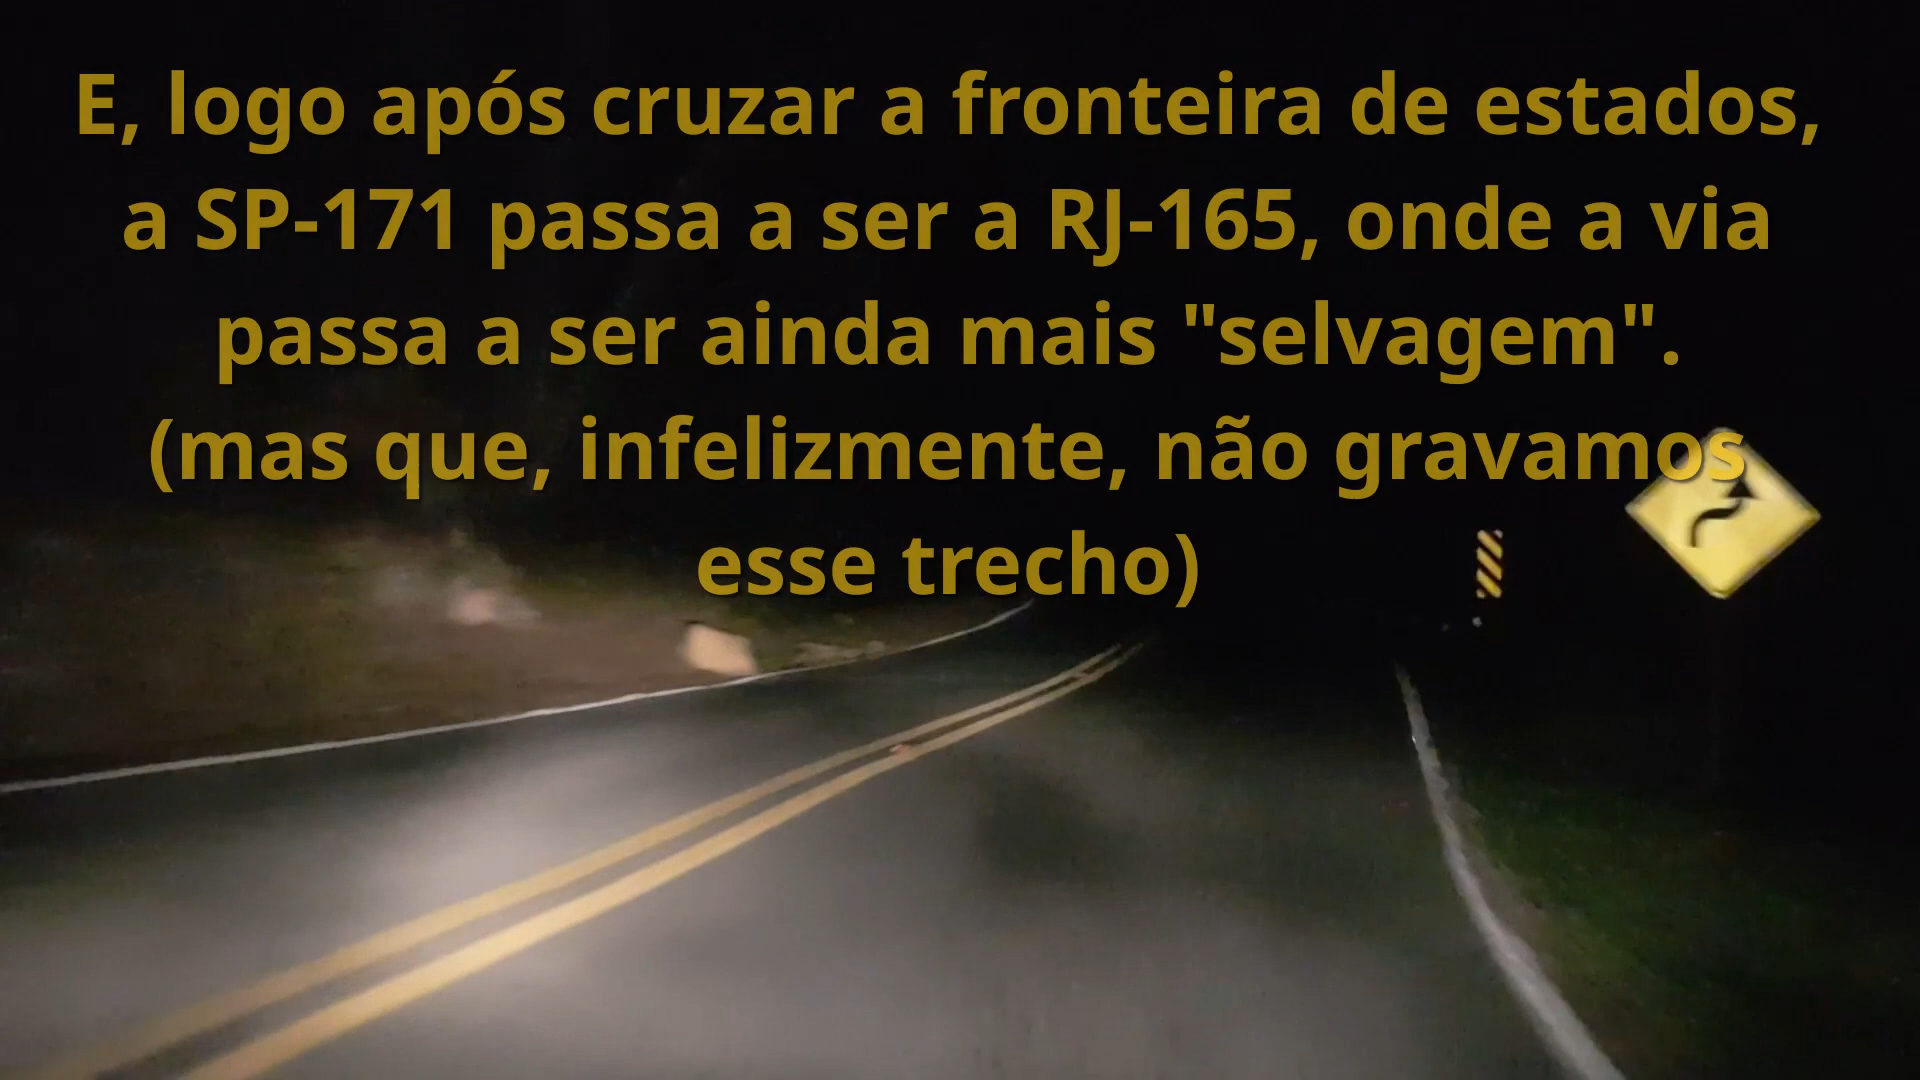 E, logo após cruzar a fronteira de estados,
a SP-171 passa a ser a RJ-165, onde a via
passa a ser ainda mais "selvagem".
(mas que, infelizmente, não gravamos
esse trecho)